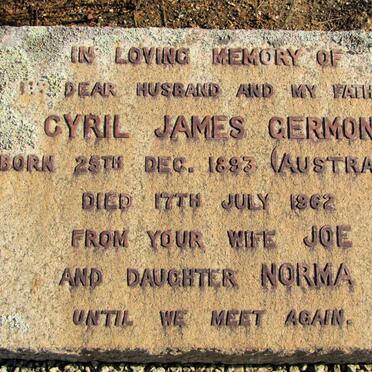 IN LOVING MEMORY OF
DEAR HUSBAND AND MY FATH
CYRIL JAMES GERMON
BORN 25TH DEC. 1893 (AUSTRA
DIED 17TH JULY 1962
FROM YOUR WIFE JOE
AND DAUGHTER NORMA
UNTIL WE MEET AGAIN.